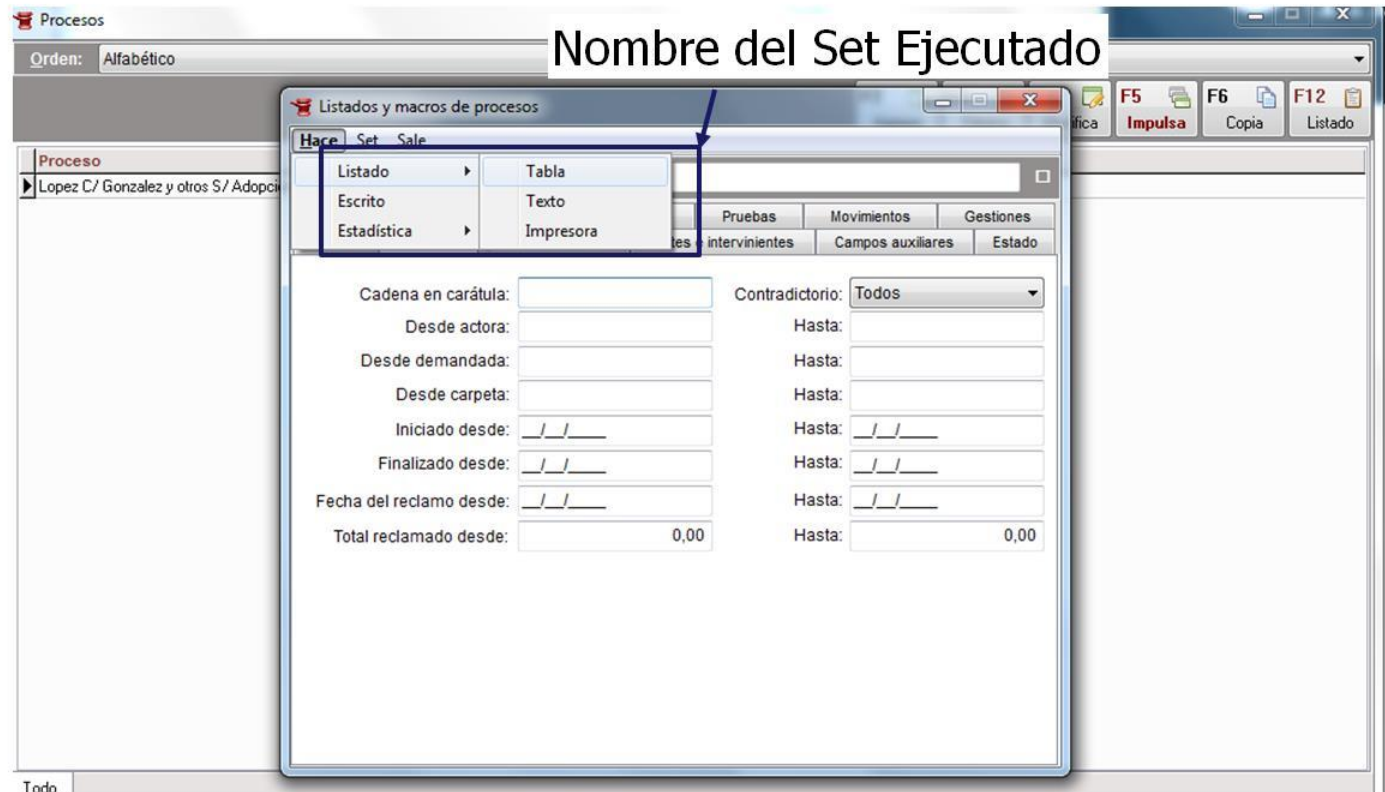 Procesos
Nombre del Set Ejecutado
Orden: Alfabético
Listados y macros de procesos
F5 F6 F12
Impulsa Copia Listado
Hace Set Sale
Proceso
Listado Tabla
Lopez C/ Gonzalez y otros S/
Escrito Texto
Pruebas Movimientos Gestiones
Estadística Impresora
intervinientes Campos auxiliares Estado
Cadena en carátula: Contradictorio: Todos
Desde actora: Hasta:
Desde demandada: Hasta:
Desde carpeta: Hasta:
Iniciado desde: __/__/____ Hasta: __/__/____
Finalizado desde: __/__/____ Hasta: __/__/____
Fecha del reclamo desde: __/__/____ Hasta: __/__/____
Total reclamado desde: 0,00 Hasta: 0,00
Todo